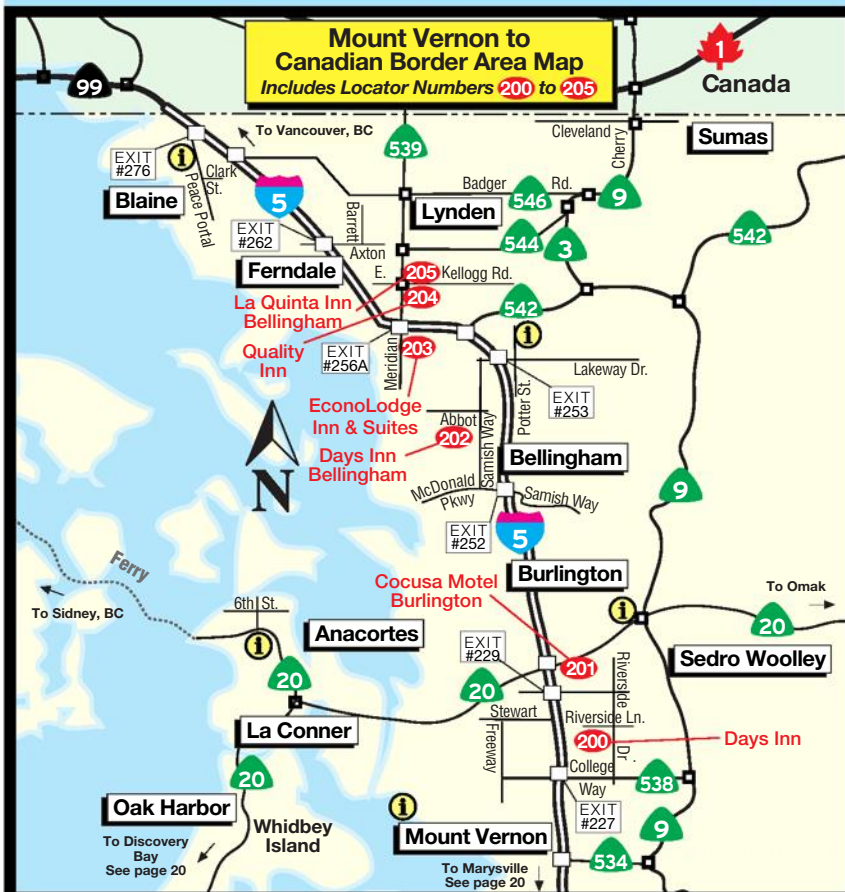 Mount Vernon to
Canadian Border Area Map
Includes Locator Numbers 200 to 205
1
Canada
99
To Vancouver, BC
539
Cleveland
Cherry
Sumas
EXIT
#276
i
Clark
St.
Peace Portal
Blaine
5
Badger Rd.
546
9
Lynden
Barrett
EXIT
#262
Axton
544
3
542
Ferndale
E. Kellogg Rd.
205
204
La Quinta Inn
Bellingham
542
Quality
Inn
EXIT
#256A
Meridian
203
i
Lakeway Dr.
Potter St.
EXIT
#253
EconoLodge
Inn & Suites
Abbot
202
Samish Way
Days Inn
Bellingham
Bellingham
N
McDonald
Pkwy
Samish Way
9
EXIT
#252
5
Ferry
Cocusa Motel
Burlington
Burlington
To Omak
To Sidney, BC
6th St.
i
Anacortes
i
20
EXIT
#229
201
Sedro Woolley
20
20
Riverside
Dr.
Stewart
Riverside Ln.
La Conner
Freeway
200
Days Inn
College
Way
538
20
Oak Harbor
i
EXIT
#227
Whidbey
Island
Mount Vernon
9
To Discovery
Bay
See page 20
To Marysville
See page 20
534